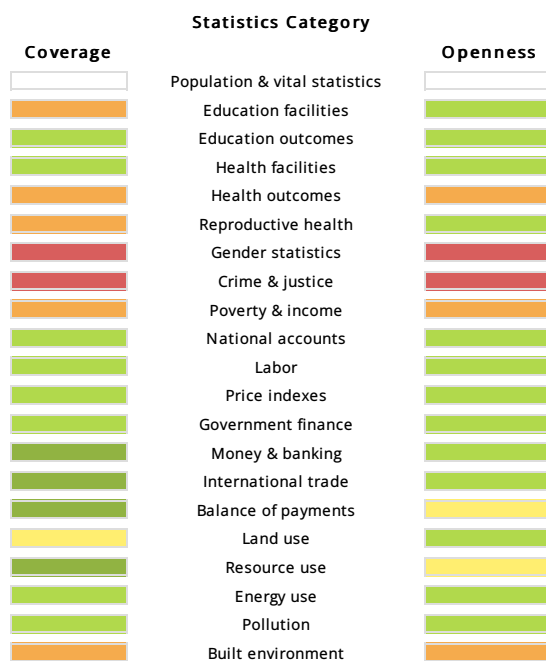 Statistics Category
Coverage
Openness
Population & vital statistics
Education facilities
Education outcomes
Health facilities
Health outcomes
Reproductive health
Gender statistics
Crime & justice
Poverty & income
National accounts
Labor
Price indexes
Government finance
Money & banking
International trade
Balance of payments
Land use
Resource use
Energy use
Pollution
Built environment